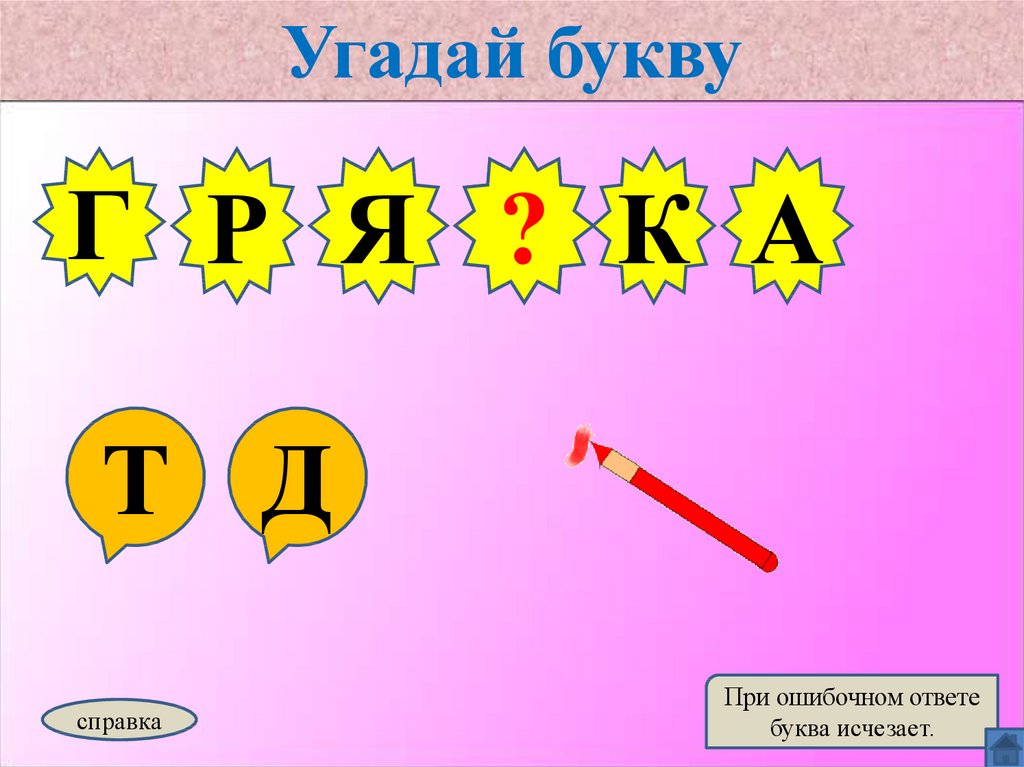 Угадай букву
Г Р Я ? К А
Т Д
справка
При ошибочном ответе
буква исчезает.